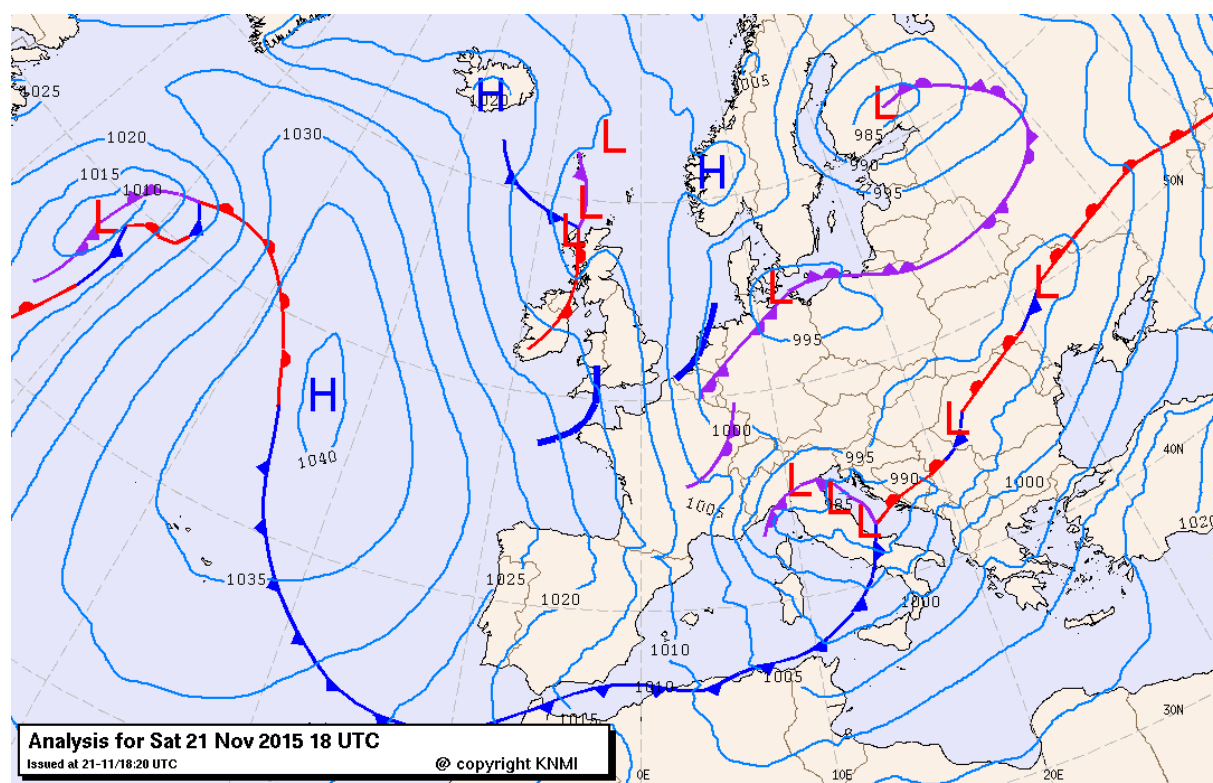 1025
1020
1015
1010
L
1030
H
1020
L
L
L
H
1005
L
985
990
995
50N
H
1040
L
995
L
L
1000
995
990
985
L
L
L
1005
1000
40N
1020
1035
1025
1020
1000
1010
1010
1005
1005
30N
Analysis for Sat 21 Nov 2015 18 UTC
Issued at 21-11/18:20 UTC
@ copyright KNMI
0E
10E
20E